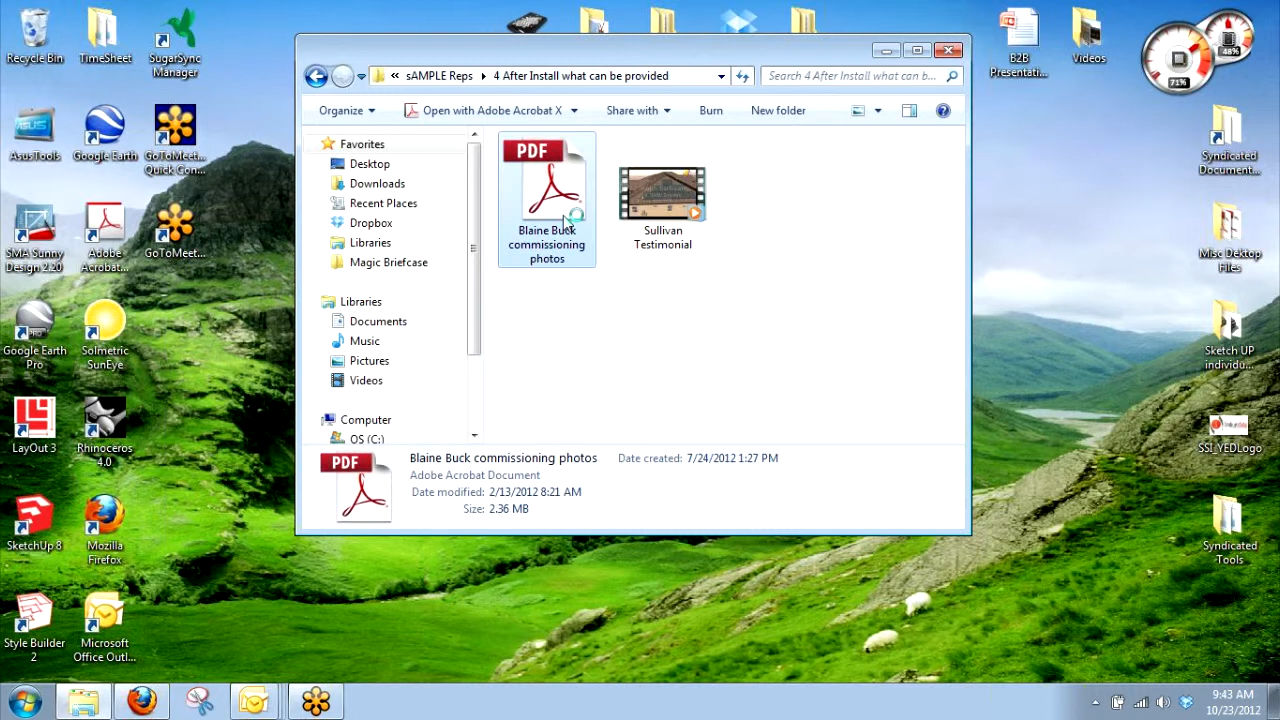 Recycle Bin
TimeSheet
SugarSync
Manager
AsusTools
Google Earth
GoToMeet...
Quick Con...
SMA Sunny
Design 2.20
Adobe
Acrobat...
GoToMeet...
Google Earth
Pro
Solmetric
SunEye
LayOut 3
Rhinoceros
4.0
SketchUp 8
Mozilla
Firefox
Style Builder
2
Microsoft
Office Outl...
« sAMPLE Reps 4 After Install what can be provided
Search 4 After Install what can b...
Organize Open with Adobe Acrobat X Share with Burn New folder
Favorites
Desktop
Downloads
Recent Places
Dropbox
Libraries
Magic Briefcase
Libraries
Documents
Music
Pictures
Videos
Computer
OS (C:)
PDF
Blaine Buck
commissioning
photos
Sullivan
Testimonial
PDF
Blaine Buck commissioning photos Date created: 7/24/2012 1:27 PM
Adobe Acrobat Document
Date modified: 2/13/2012 8:21 AM
Size: 2.36 MB
B2B
Presentati...
Videos
48%
71%
Syndicated
Document...
Misc Dektop
Files
Sketch UP
individu...
SSI_YEDLogo
Syndicated
Tools
9:43 AM
10/23/2012